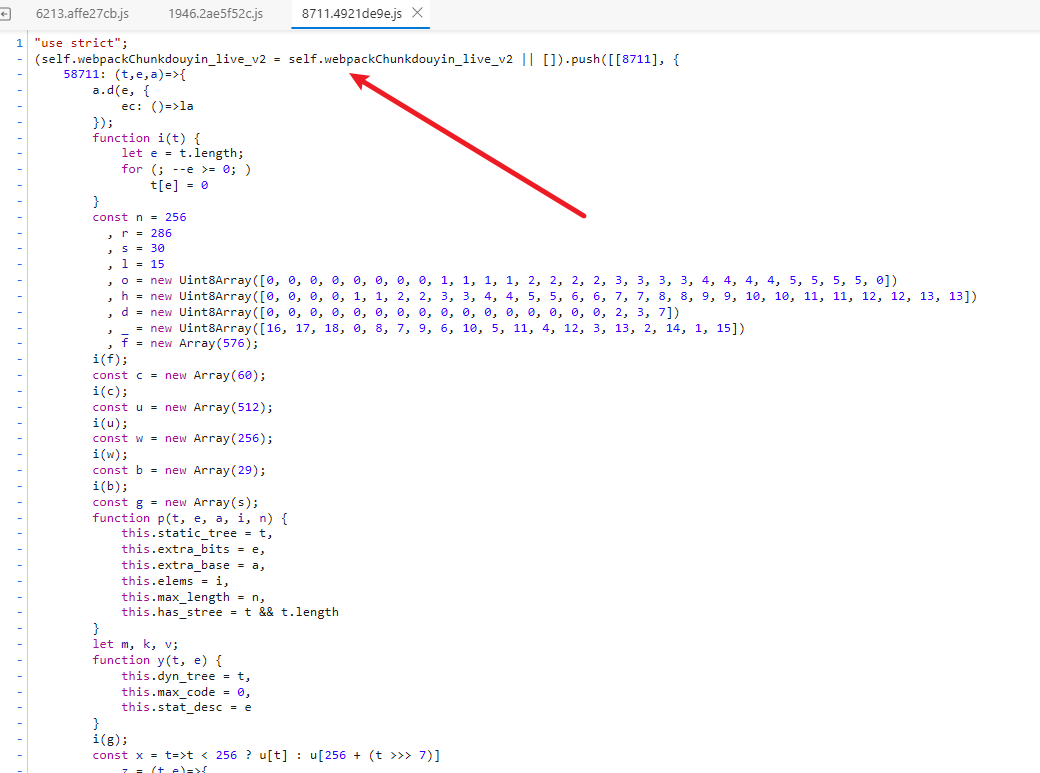 6213.affe27cb.js 1946.2ae5f52c.js 8711.4921de9e.js
1 "use strict";
- (self.webpackChunkdouyin_live_v2 = self.webpackChunkdouyin_live_v2 || []).push([[8711], {
- 58711: (t,e,a)=>{
- a.d(e, {
- ec: ()=>la
- });
- function i(t) {
- let e = t.length;
- for (; --e >= 0; )
- t[e] = 0
- }
- const n = 256
- , r = 286
- , s = 30
- , l = 15
- , o = new Uint8Array([0, 0, 0, 0, 0, 0, 0, 0, 1, 1, 1, 1, 2, 2, 2, 2, 3, 3, 3, 3, 4, 4, 4, 4, 5, 5, 5, 5, 0])
- , h = new Uint8Array([0, 0, 0, 0, 1, 1, 2, 2, 3, 3, 4, 4, 5, 5, 6, 6, 7, 7, 8, 8, 9, 9, 10, 10, 11, 11, 12, 12, 13, 13])
- , d = new Uint8Array([0, 0, 0, 0, 0, 0, 0, 0, 0, 0, 0, 0, 0, 0, 0, 0, 2, 3, 7])
- , _ = new Uint8Array([16, 17, 18, 0, 8, 7, 9, 6, 10, 5, 11, 4, 12, 3, 13, 2, 14, 1, 15])
- , f = new Array(576);
- i(f);
- const c = new Array(60);
- i(c);
- const u = new Array(512);
- i(u);
- const w = new Array(256);
- i(w);
- const b = new Array(29);
- i(b);
- const g = new Array(s);
- function p(t, e, a, i, n) {
- this.static_tree = t,
- this.extra_bits = e,
- this.extra_base = a,
- this.elems = i,
- this.max_length = n,
- this.has_stree = t && t.length
- }
- let m, k, v;
- function y(t, e) {
- this.dyn_tree = t,
- this.max_code = 0,
- this.stat_desc = e
- }
- i(g);
- const x = t=>t < 256 ? u[t] : u[256 + (t >>> 7)]
- , z = (t,e)=>{